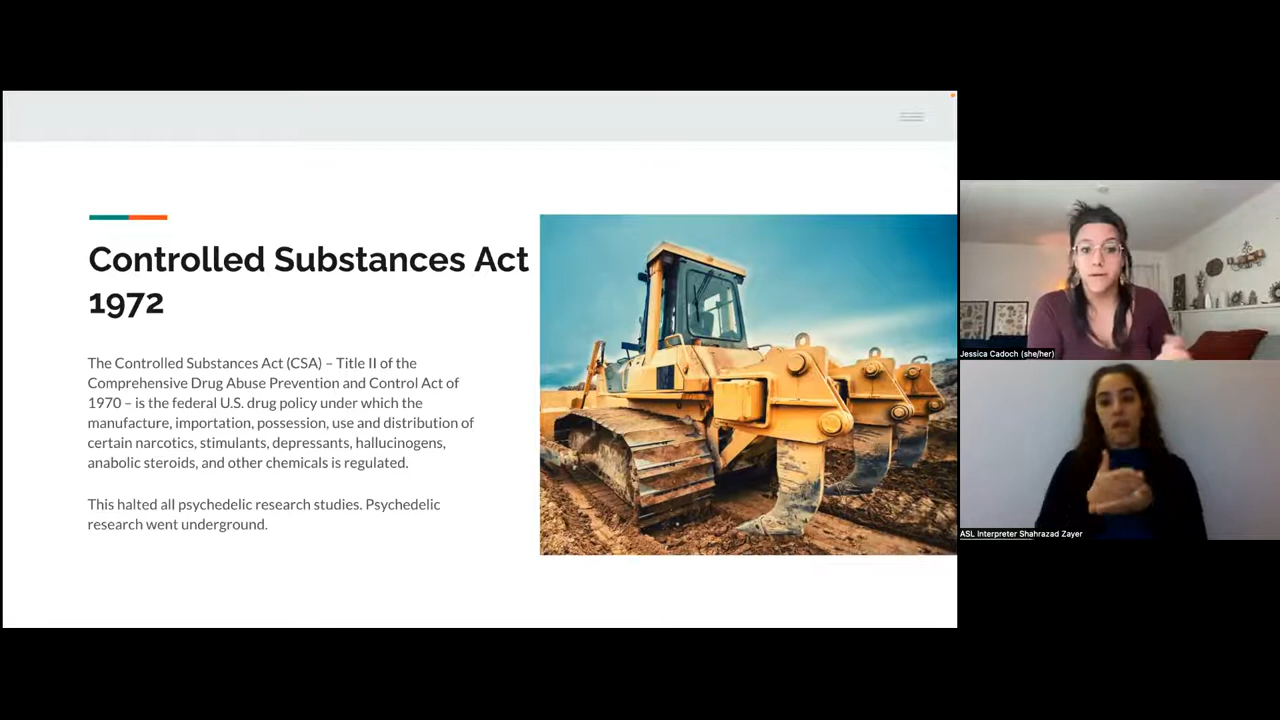 Controlled Substances Act
1972
The Controlled Substances Act (CSA) – Title II of the
Comprehensive Drug Abuse Prevention and Control Act of
1970 – is the federal U.S. drug policy under which the
manufacture, importation, possession, use and distribution of
certain narcotics, stimulants, depressants, hallucinogens,
anabolic steroids, and other chemicals is regulated.
This halted all psychedelic research studies. Psychedelic
research went underground.
Jessica Cadoch (she/her)
ASL Interpreter Shahrazad Zayer